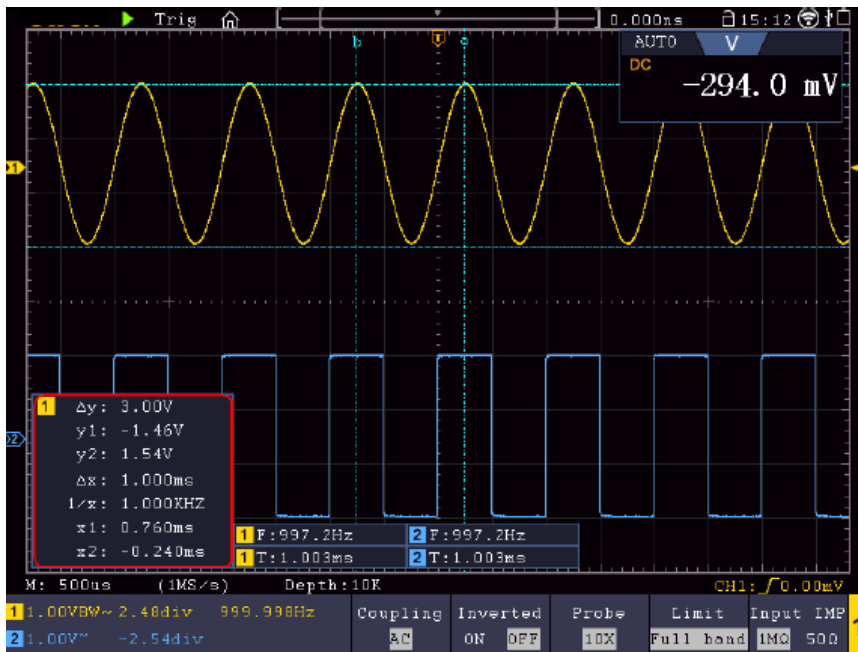 Trig 0.000ns 15:12
b T a
AUTO V
DC
-294.0 mV
1
2
1
Δy: 3.00V
y1: -1.46V
y2: 1.54V
Δx: 1.000ms
1/x: 1.000KHZ
x1: 0.760ms
x2: -0.240ms
1 F:997.2Hz 2 F:997.2Hz
1 T:1.003ms 2 T:1.003ms
M: 500us (1MS/s) Depth:10K CH1: 0.00mV
1 1.00VBW~ 2.48div 999.998Hz
2 1.00V~ -2.54div
Coupling Inverted Probe Limit Input IMP
AC ON OFF 10X Full band 1MΩ 50Ω